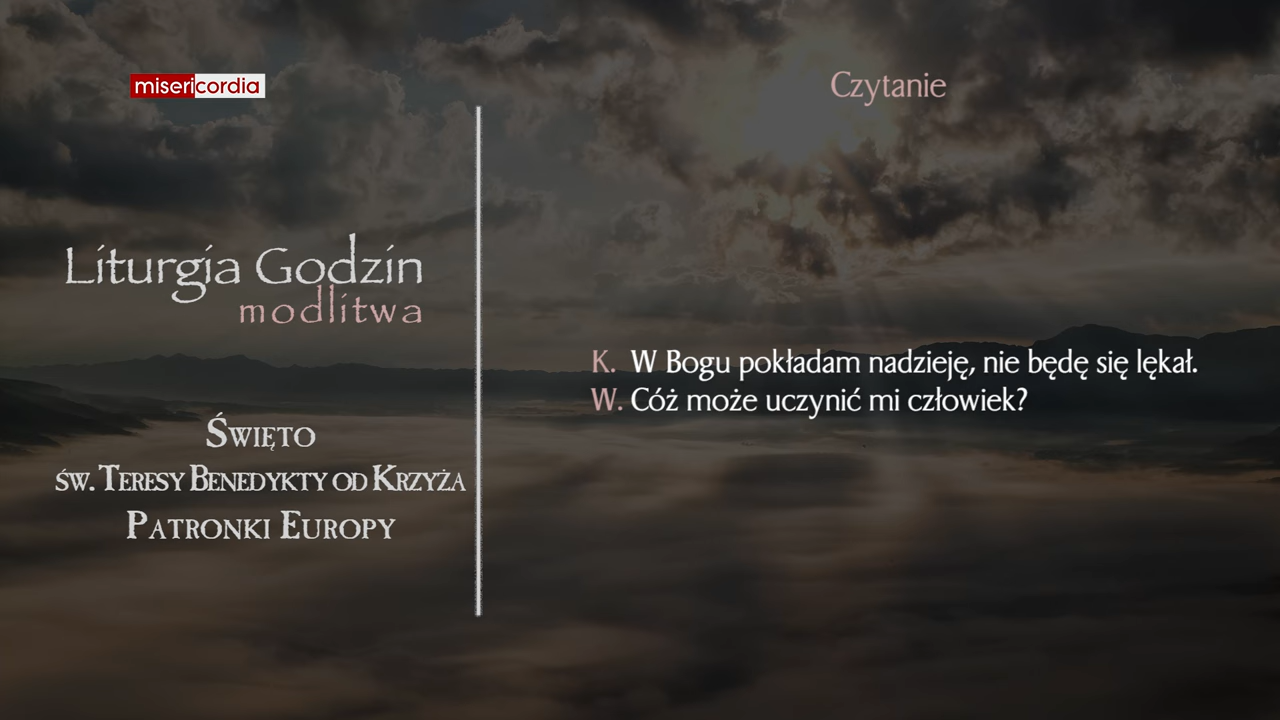 misericordia
Czytanie
Liturgia Godzin
modlitwa
Święto
św. Teresy Benedykty od Krzyża
Patronki Europy
K. W Bogu pokładam nadzieję, nie będę się lękał.
W. Cóż może uczynić mi człowiek?